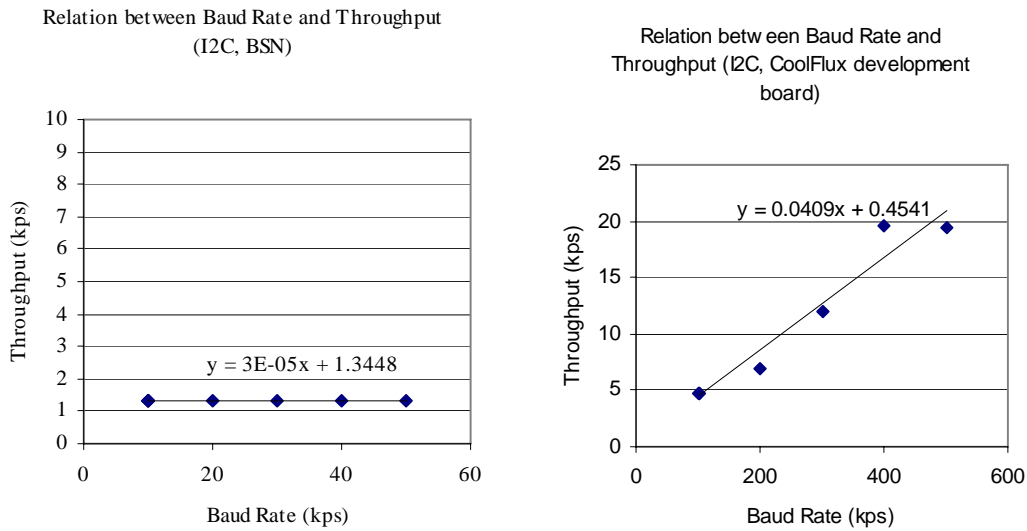 Relation between Baud Rate and Throughput
(I2C, BSN)
10
9
8
7
6
5
4
3
2
1
0
Throughput (kps)
y = 3E-05x + 1.3448
0
20
40
60
Baud Rate (kps)
Relation between Baud Rate and
Throughput (I2C, CoolFlux development
board)
25
20
15
10
5
0
Throughput (kps)
y = 0.0409x + 0.4541
0
200
400
600
Baud Rate (kps)